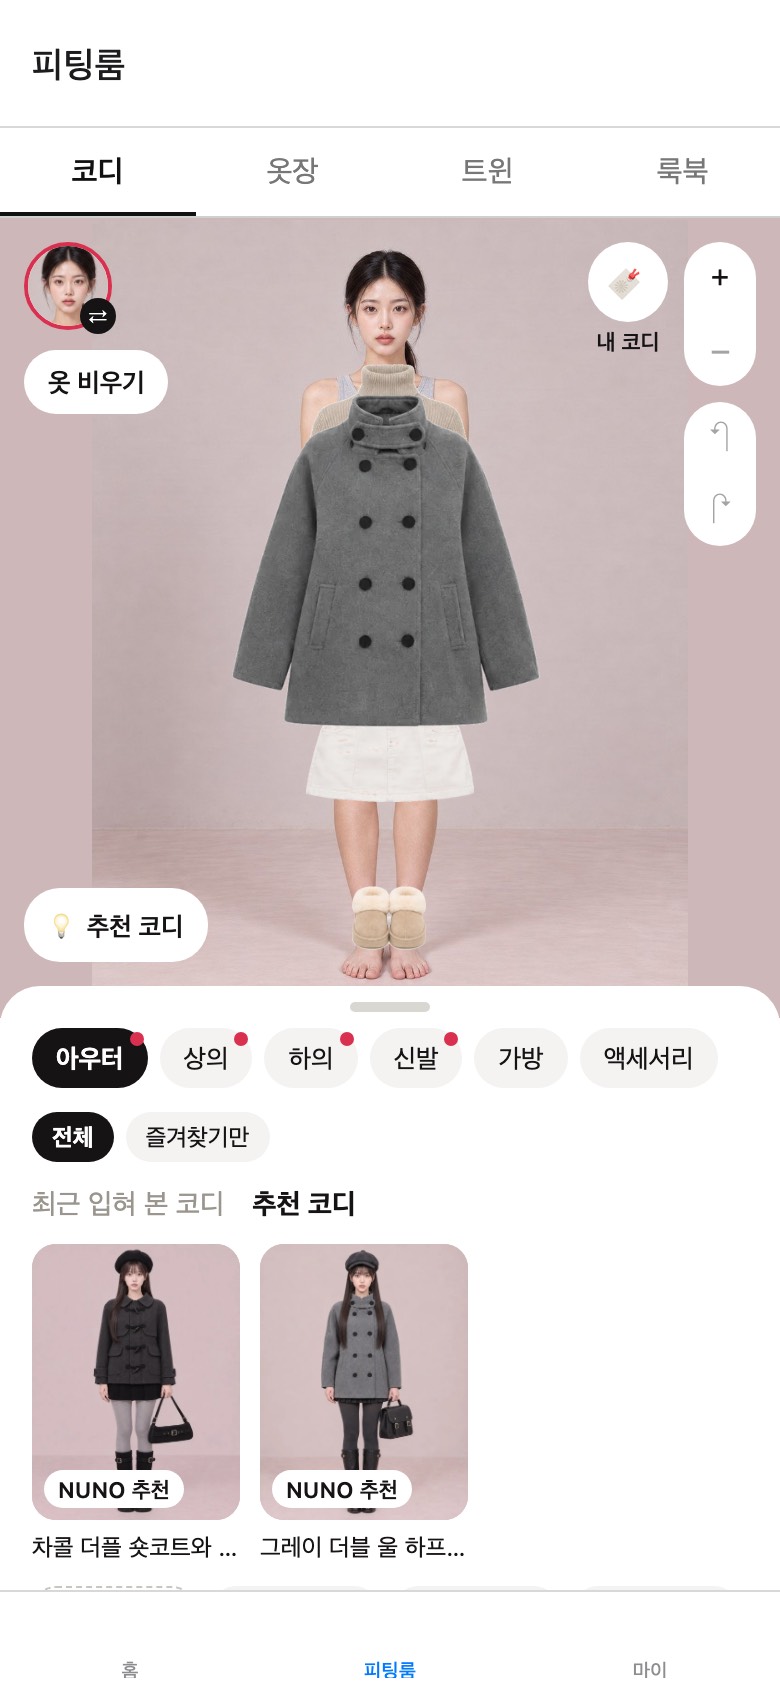 피팅룸
코디 옷장 트윈 룩북
내 코디
옷 비우기
추천 코디
아우터 상의 하의 신발 가방 액세서리
전체 즐겨찾기만
최근 입혀 본 코디 추천 코디
NUNO 추천 NUNO 추천
차콜 더플 숏코트와 ... 그레이 더블 울 하프...
홈 피팅룸 마이